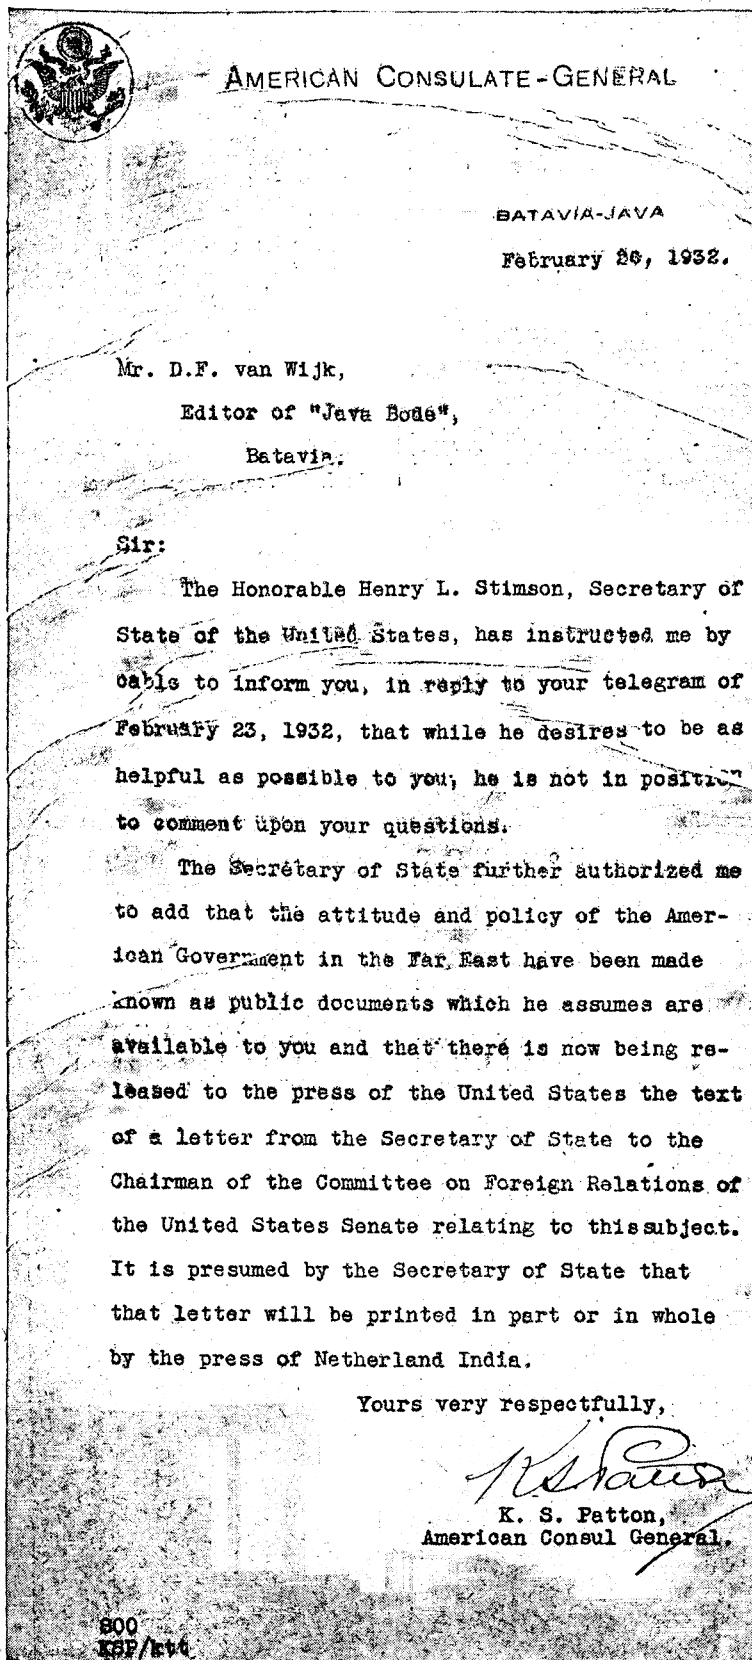 AMERICAN CONSULATE-GENERAL
BATAVIA-JAVA
February 26, 1932.
Mr. D.F. van Wijk,
Editor of "Java Bode",
Batavia.
Sir:
The Honorable Henry L. Stimson, Secretary of
State of the United States, has instructed me by
cable to inform you, in reply to your telegram of
February 23, 1932, that while he desires to be as
helpful as possible to you, he is not in position
to comment upon your questions.
The Secretary of State further authorized me
to add that the attitude and policy of the Amer-
ican Government in the Far East have been made
known as public documents which he assumes are
available to you and that there is now being re-
leased to the press of the United States the text
of a letter from the Secretary of State to the
Chairman of the Committee on Foreign Relations of
the United States Senate relating to this subject.
It is presumed by the Secretary of State that
that letter will be printed in part or in whole
by the press of Netherland India.
Yours very respectfully,
K S Patton
K. S. Patton,
American Consul General.
800
KSP/ktt